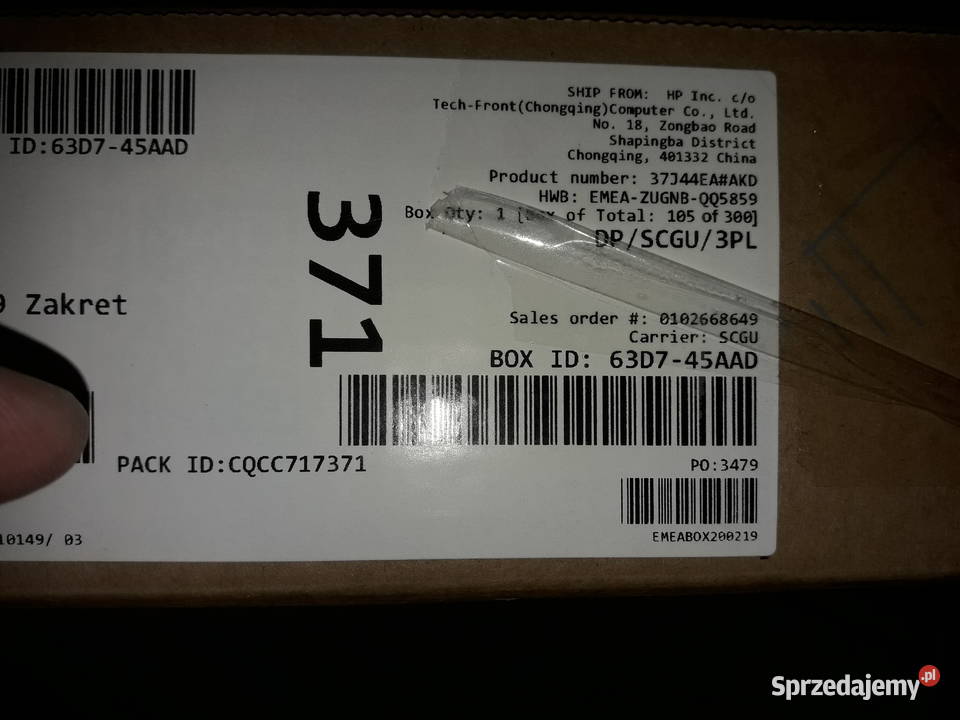 SHIP FROM: HP Inc. c/o
Tech-Front(Chongqing)Computer Co., Ltd.
No. 18, Zongbao Road
Shapingba District
Chongqing, 401332 China
ID:63D7-45AAD
Product number: 37J44EA#AKD
HWB: EMEA-ZUGNB-QQ5859
Box Qty: 1 [Box of Total: 105 of 300]
DP/SCGU/3PL
371
Zakret
Sales order #: 0102668649
Carrier: SCGU
BOX ID: 63D7-45AAD
PACK ID:CQCC717371
PO:3479
10149/ 03
EMEABOX200219
Sprzedajemy.pl